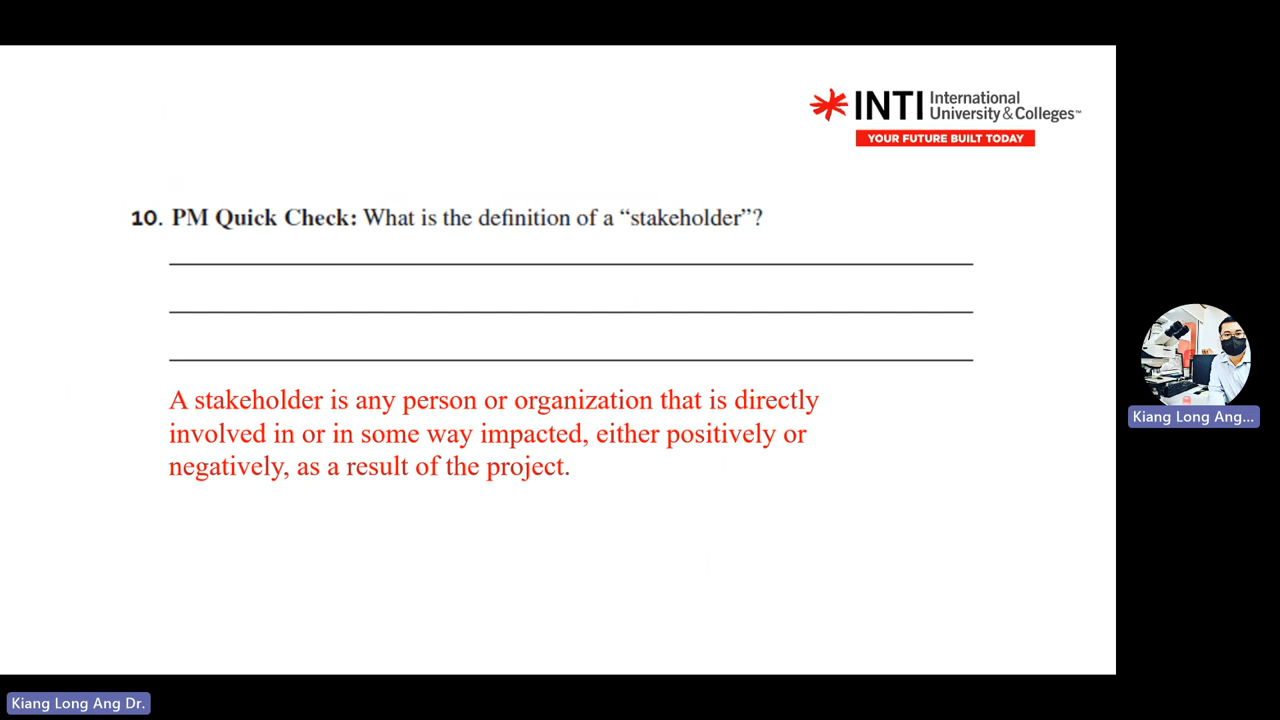 INTI International
University & Colleges™
YOUR FUTURE BUILT TODAY
10. PM Quick Check: What is the definition of a “stakeholder”?
A stakeholder is any person or organization that is directly
involved in or in some way impacted, either positively or
negatively, as a result of the project.
Kiang Long Ang...
Kiang Long Ang Dr.